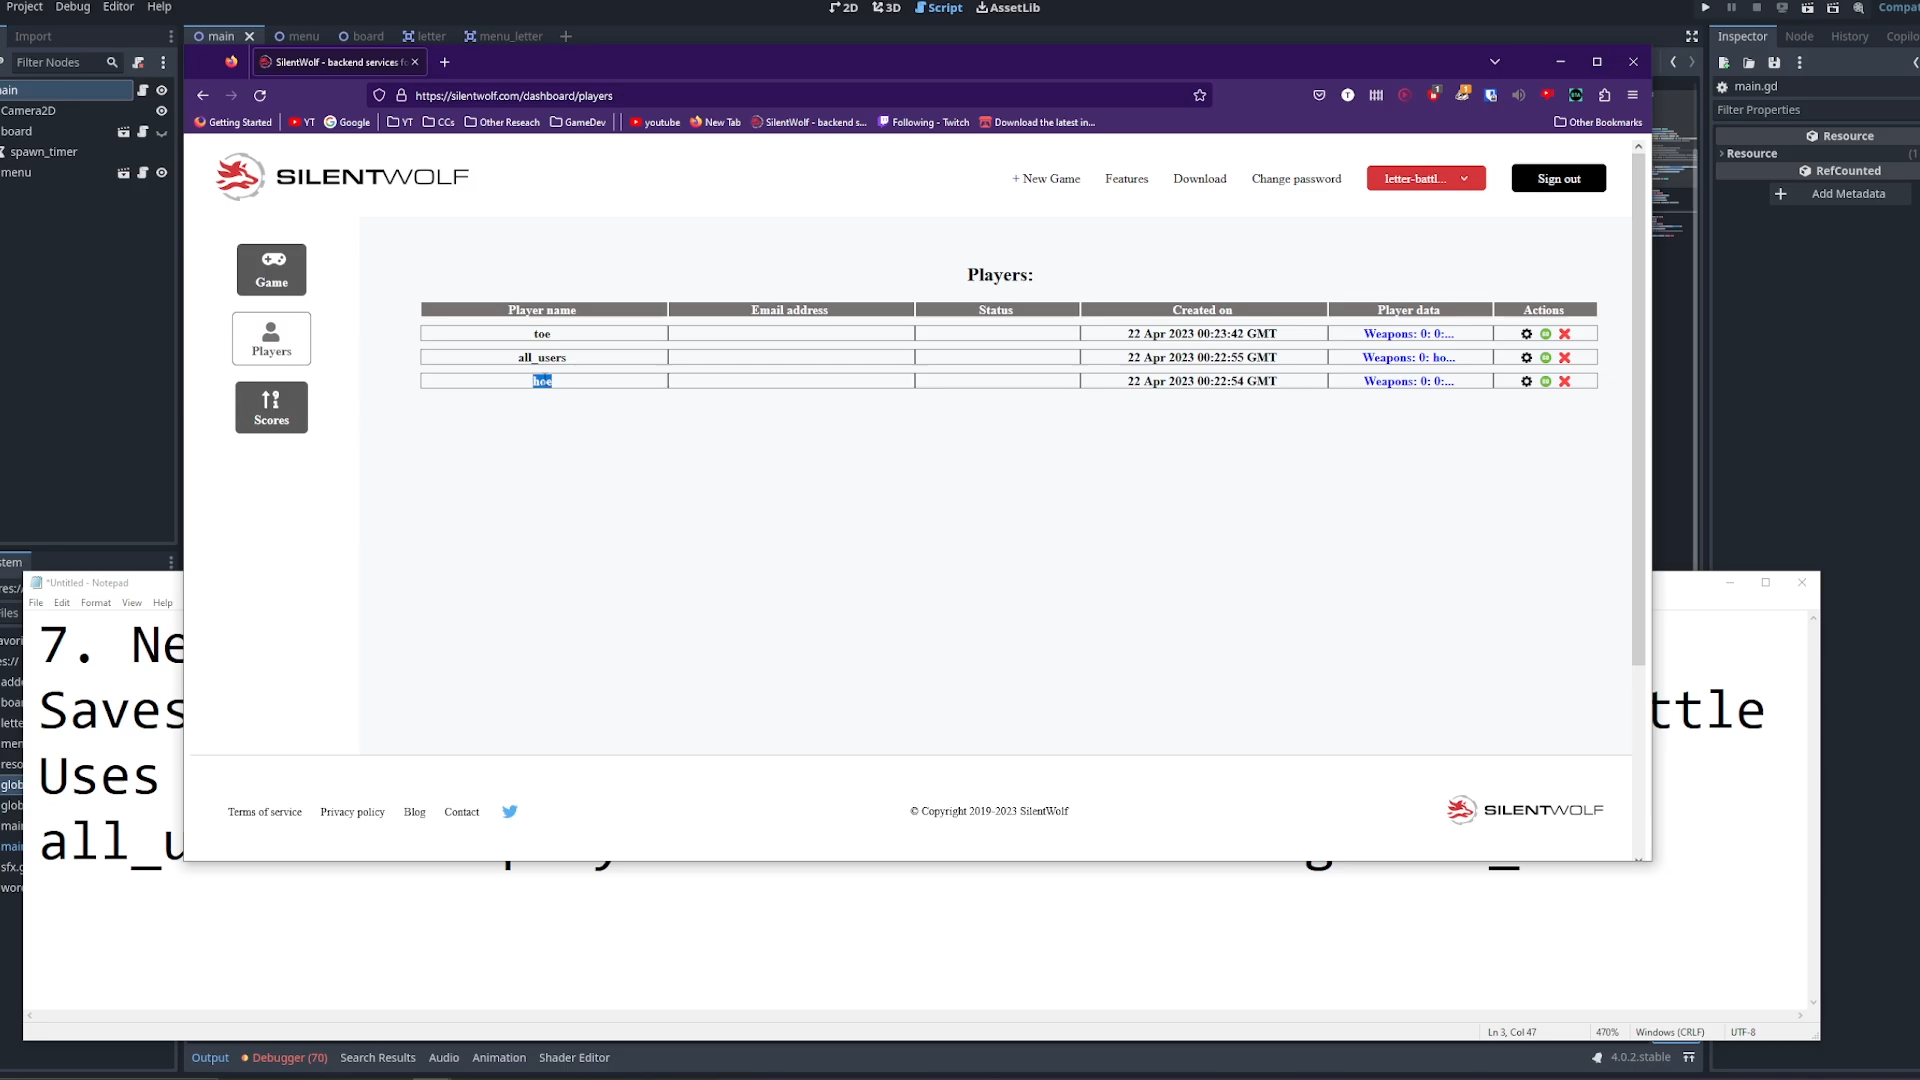 Project Debug Editor Help
2D 3D Script AssetLib
Import
main menu board letter menu_letter
Inspector Node History
Filter Nodes
SilentWolf - backend services fo
main.gd
Camera2D
https://silentwolf.com/dashboard/players
Filter Properties
board
Getting Started YT Google YT CCs Other Reseach GameDev youtube New Tab SilentWolf - backend s... Following - Twitch Download the latest in... Other Bookmarks
Resource
spawn_timer
Resource
menu
RefCounted
Add Metadata
SILENTWOLF
+ New Game Features Download Change password letter-battl... Sign out
Game
Players
Scores
Players:
Player name Email address Status Created on Player data Actions
toe 22 Apr 2023 00:23:42 GMT Weapons: 0: 0:...
all_users 22 Apr 2023 00:22:55 GMT Weapons: 0: ho...
hoe 22 Apr 2023 00:22:54 GMT Weapons: 0: 0:...
*Untitled - Notepad
File Edit Format View Help
7. Ne
Saves ttle
Uses
all_u
Terms of service Privacy policy Blog Contact
© Copyright 2019-2023 SilentWolf
SILENTWOLF
Ln 3, Col 47 470% Windows (CRLF) UTF-8
Output Debugger (70) Search Results Audio Animation Shader Editor 4.0.2.stable